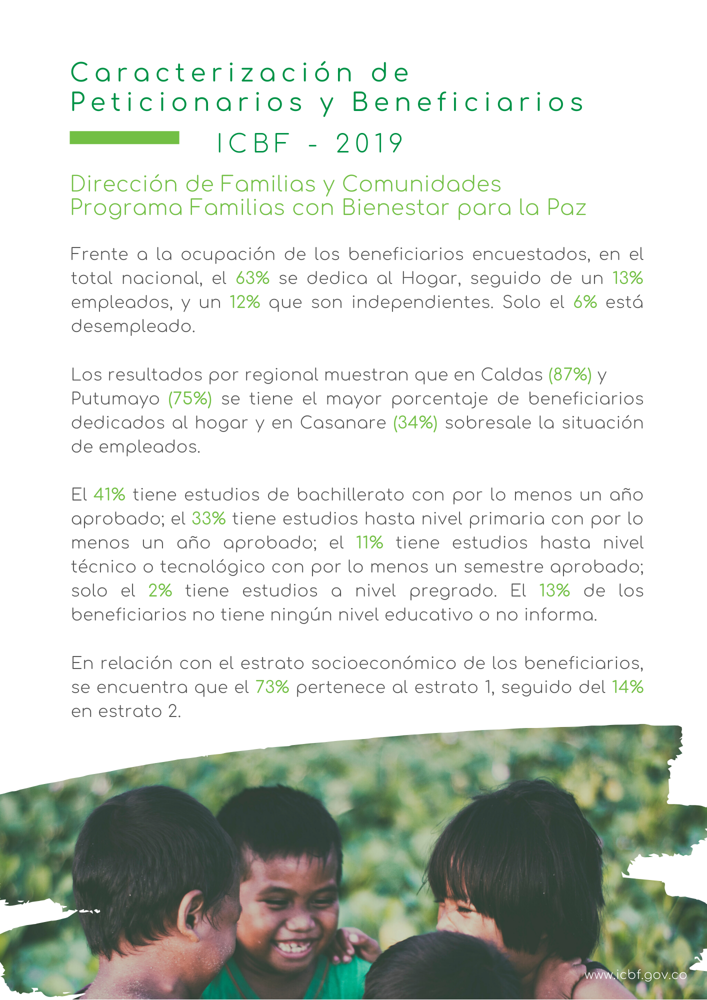 Caracterización de
Peticionarios y Beneficiarios
ICBF - 2019
Dirección de Familias y Comunidades
Programa Familias con Bienestar para la Paz
Frente a la ocupación de los beneficiarios encuestados, en el
total nacional, el 63% se dedica al Hogar, seguido de un 13%
empleados, y un 12% que son independientes. Solo el 6% está
desempleado.
Los resultados por regional muestran que en Caldas (87%) y
Putumayo (75%) se tiene el mayor porcentaje de beneficiarios
dedicados al hogar y en Casanare (34%) sobresale la situación
de empleados.
El 41% tiene estudios de bachillerato con por lo menos un año
aprobado; el 33% tiene estudios hasta nivel primaria con por lo
menos un año aprobado; el 11% tiene estudios hasta nivel
técnico o tecnológico con por lo menos un semestre aprobado;
solo el 2% tiene estudios a nivel pregrado. El 13% de los
beneficiarios no tiene ningún nivel educativo o no informa.
En relación con el estrato socioeconómico de los beneficiarios,
se encuentra que el 73% pertenece al estrato 1, seguido del 14%
en estrato 2.
www.icbf.gov.co